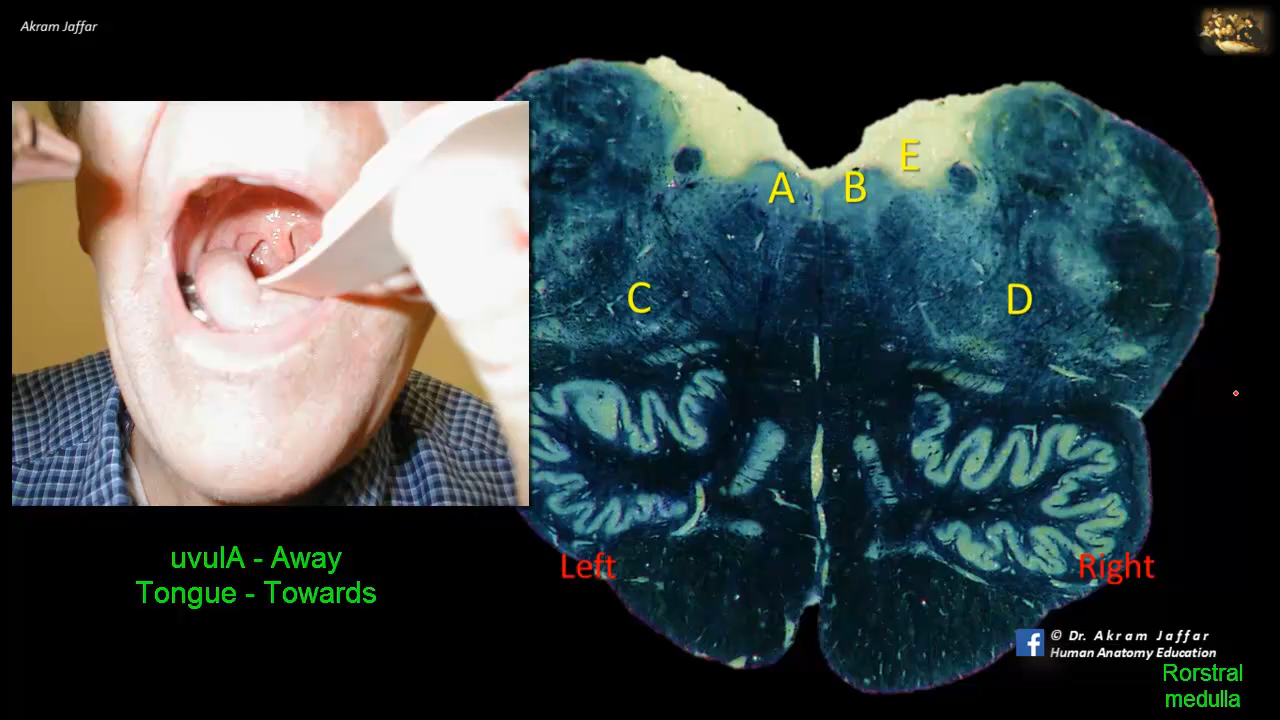 Akram Jaffar
A
B
E
C
D
uvulA - Away
Tongue - Towards
Left
Right
f © Dr. Akram Jaffar
Human Anatomy Education
Rorstral
medulla